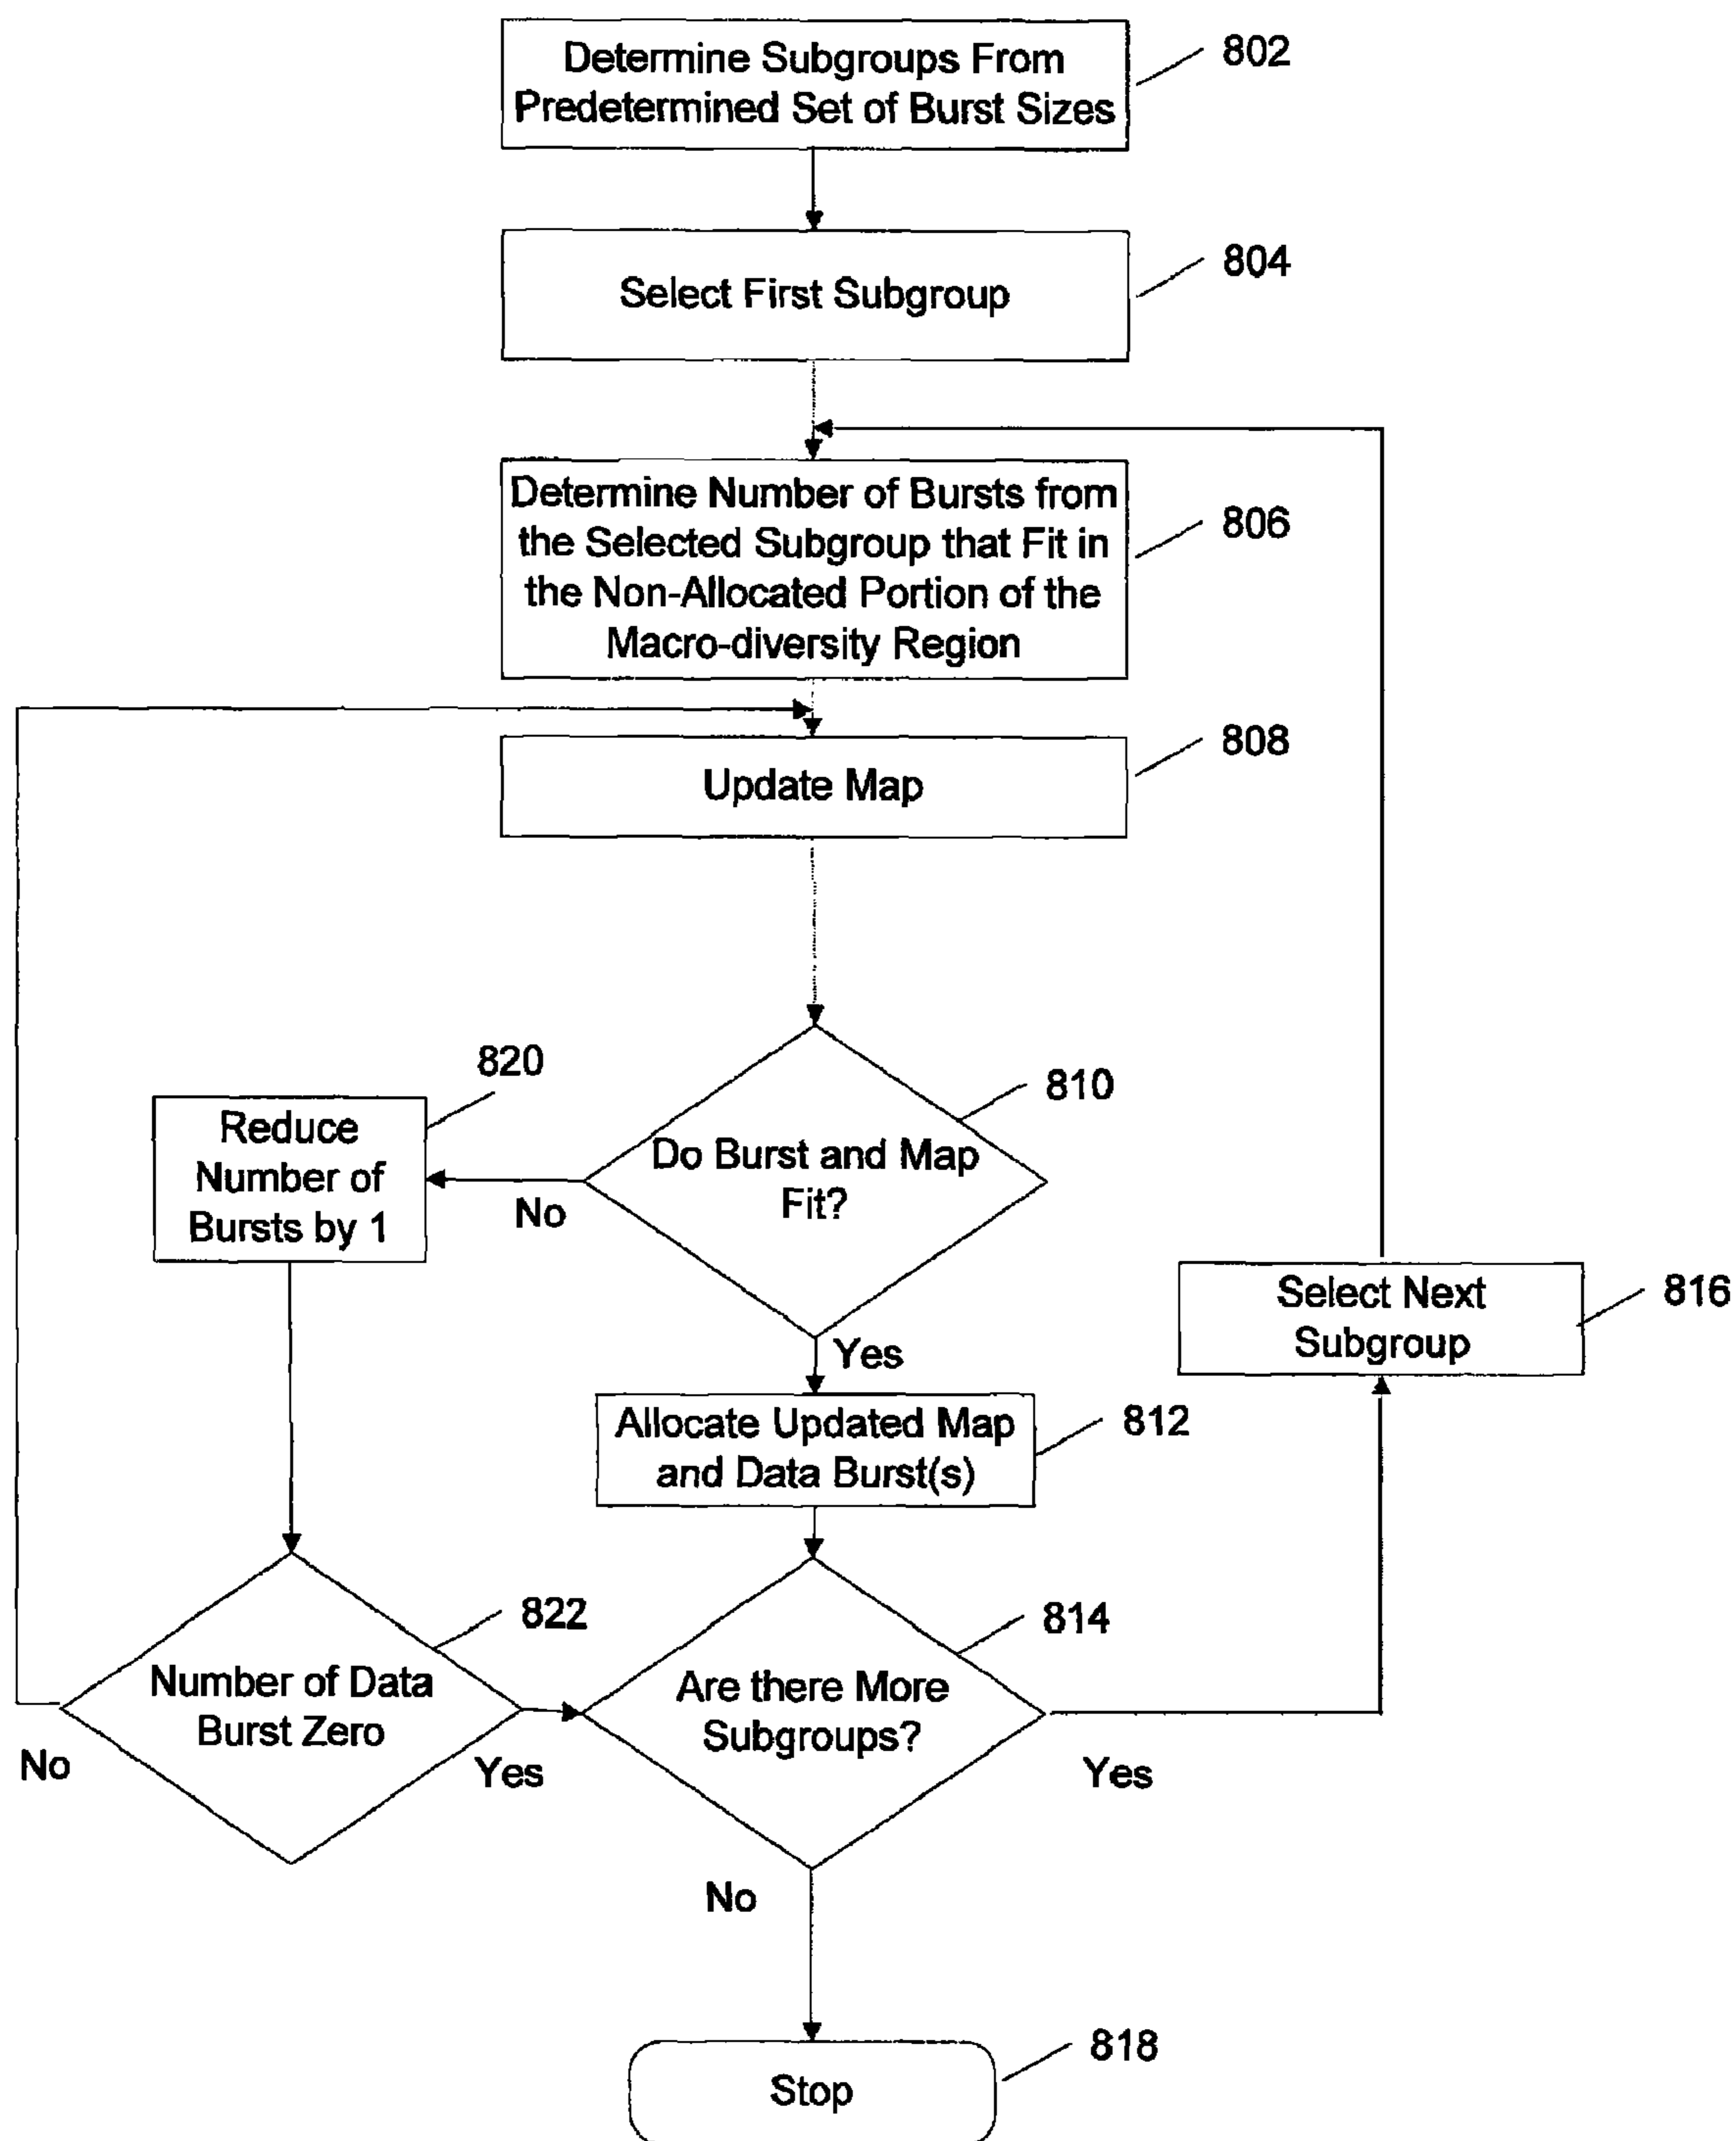 Determine Subgroups From
Predetermined Set of Burst Sizes
802
Select First Subgroup
804
Determine Number of Bursts from
the Selected Subgroup that Fit in
the Non-Allocated Portion of the
Macro-diversity Region
806
Update Map
808
Do Burst and Map
Fit?
810
No
Yes
Reduce
Number of
Bursts by 1
820
Allocate Updated Map
and Data Burst(s)
812
Select Next
Subgroup
816
Number of Data
Burst Zero
822
No
Yes
Are there More
Subgroups?
814
Yes
No
Stop
818